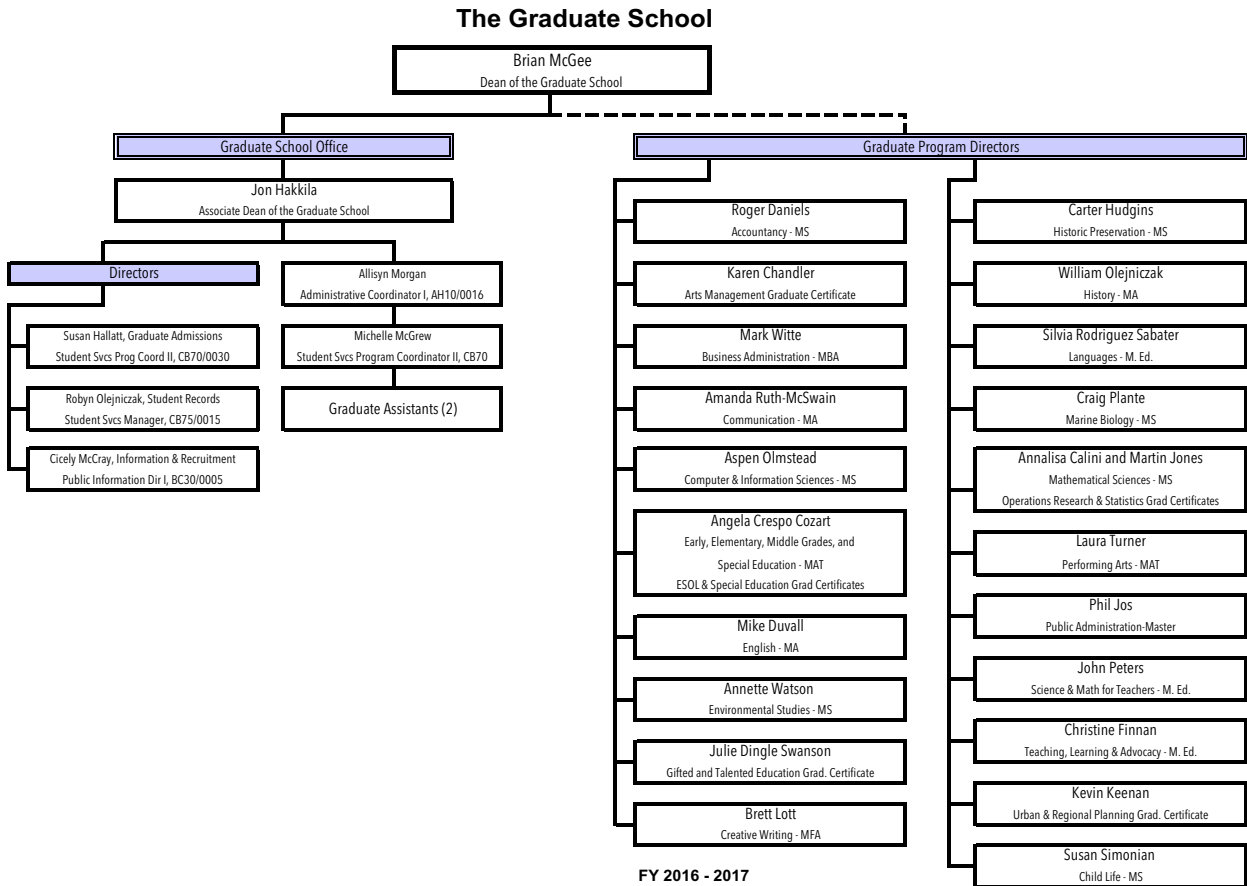 The Graduate School
Brian McGee
Dean of the Graduate School
Graduate School Office
Jon Hakkila
Associate Dean of the Graduate School
Directors
Susan Hallatt, Graduate Admissions
Student Svcs Prog Coord II, CB70/0030
Robyn Olejniczak, Student Records
Student Svcs Manager, CB75/0015
Cicely McCray, Information & Recruitment
Public Information Dir I, BC30/0005
Allisyn Morgan
Administrative Coordinator I, AH10/0016
Michelle McGrew
Student Svcs Program Coordinator II, CB70
Graduate Assistants (2)
Graduate Program Directors
Roger Daniels
Accountancy - MS
Karen Chandler
Arts Management Graduate Certificate
Mark Witte
Business Administration - MBA
Amanda Ruth-McSwain
Communication - MA
Aspen Olmstead
Computer & Information Sciences - MS
Angela Crespo Cozart
Early, Elementary, Middle Grades, and
Special Education - MAT
ESOL & Special Education Grad Certificates
Mike Duvall
English - MA
Annette Watson
Environmental Studies - MS
Julie Dingle Swanson
Gifted and Talented Education Grad. Certificate
Brett Lott
Creative Writing - MFA
Carter Hudgins
Historic Preservation - MS
William Olejniczak
History - MA
Silvia Rodriguez Sabater
Languages - M. Ed.
Craig Plante
Marine Biology - MS
Annalisa Calini and Martin Jones
Mathematical Sciences - MS
Operations Research & Statistics Grad Certificates
Laura Turner
Performing Arts - MAT
Phil Jos
Public Administration-Master
John Peters
Science & Math for Teachers - M. Ed.
Christine Finnan
Teaching, Learning & Advocacy - M. Ed.
Kevin Keenan
Urban & Regional Planning Grad. Certificate
Susan Simonian
Child Life - MS
FY 2016 - 2017